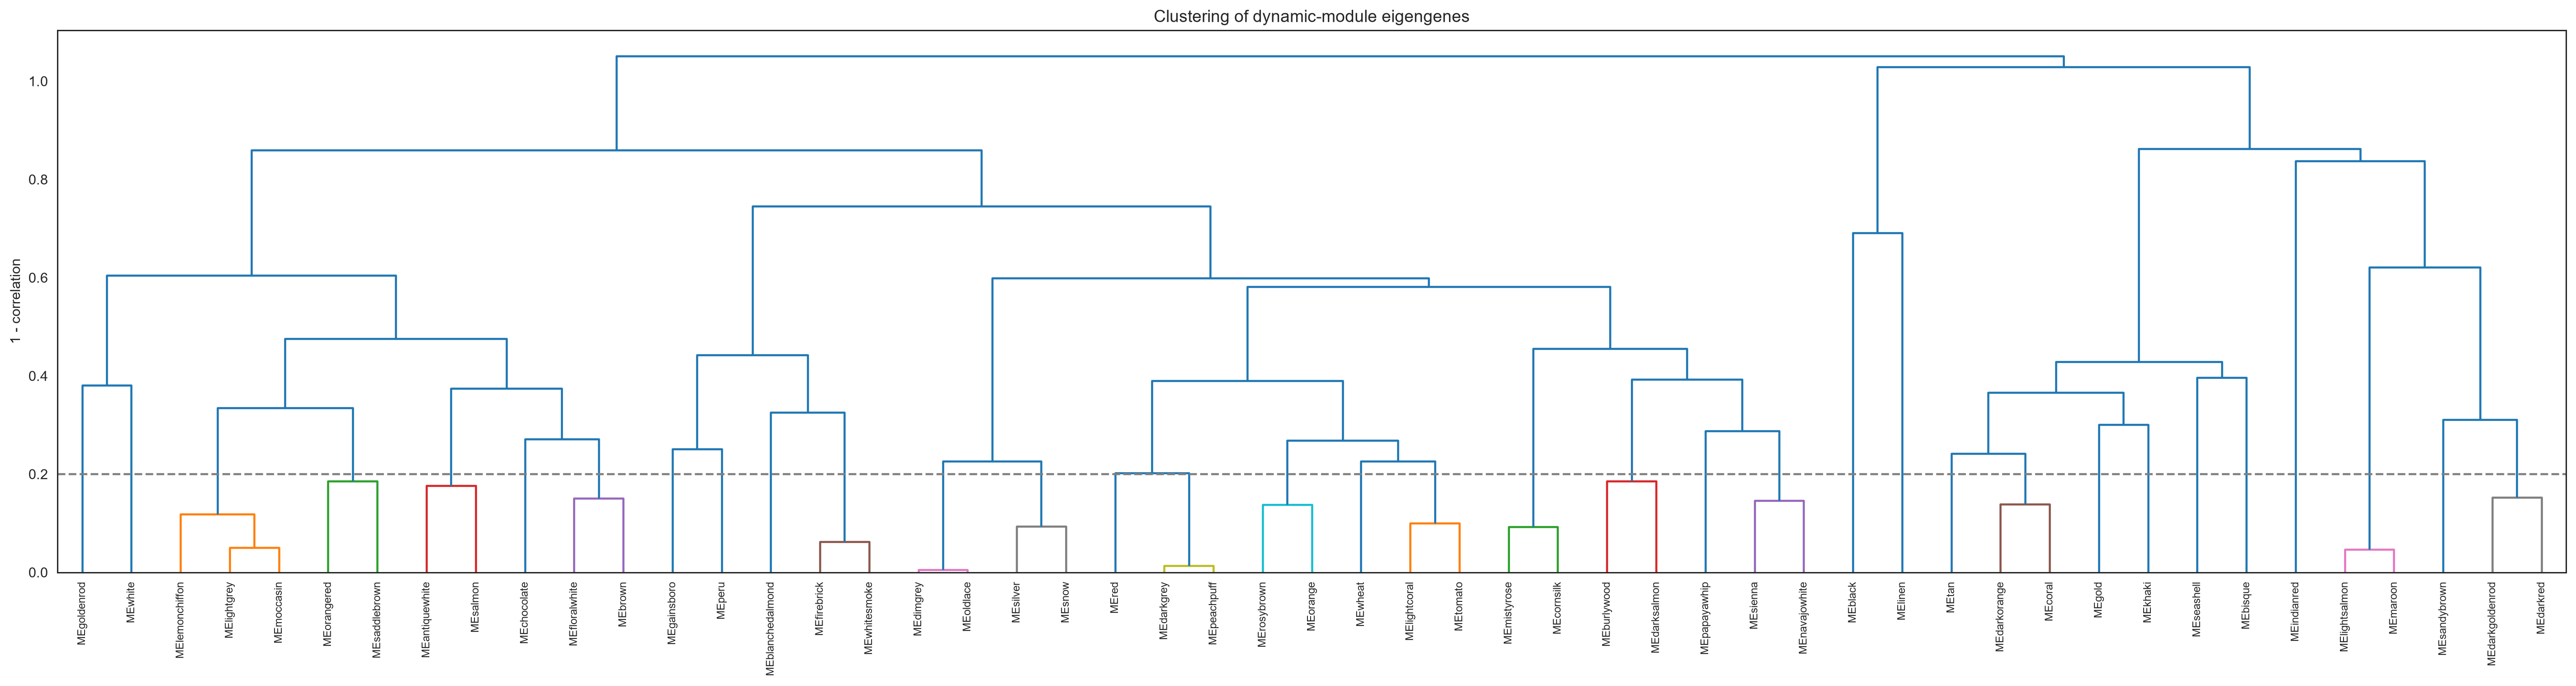 Clustering of dynamic-module eigengenes
1 - correlation
1.0
0.8
0.6
0.4
0.2
0.0
MEgoldenrod
MEwhite
MElemonchiffon
MElightgrey
MEmoccasin
MEorangered
MEsaddlebrown
MEantiquewhite
MEsalmon
MEchocolate
MEfloralwhite
MEbrown
MEgainsboro
MEperu
MEblanchedalmond
MEfirebrick
MEwhitesmoke
MEdimgrey
MEoldlace
MEsilver
MEsnow
MEred
MEdarkgrey
MEpeachpuff
MErosybrown
MEorange
MEwheat
MElightcoral
MEtomato
MEmistyrose
MEcornsilk
MEburlywood
MEdarksalmon
MEpapayawhip
MEsienna
MEnavajowhite
MEblack
MElinen
MEtan
MEdarkorange
MEcoral
MEgold
MEkhaki
MEseashell
MEbisque
MEindianred
MElightsalmon
MEmaroon
MEsandybrown
MEdarkgoldenrod
MEdarkred